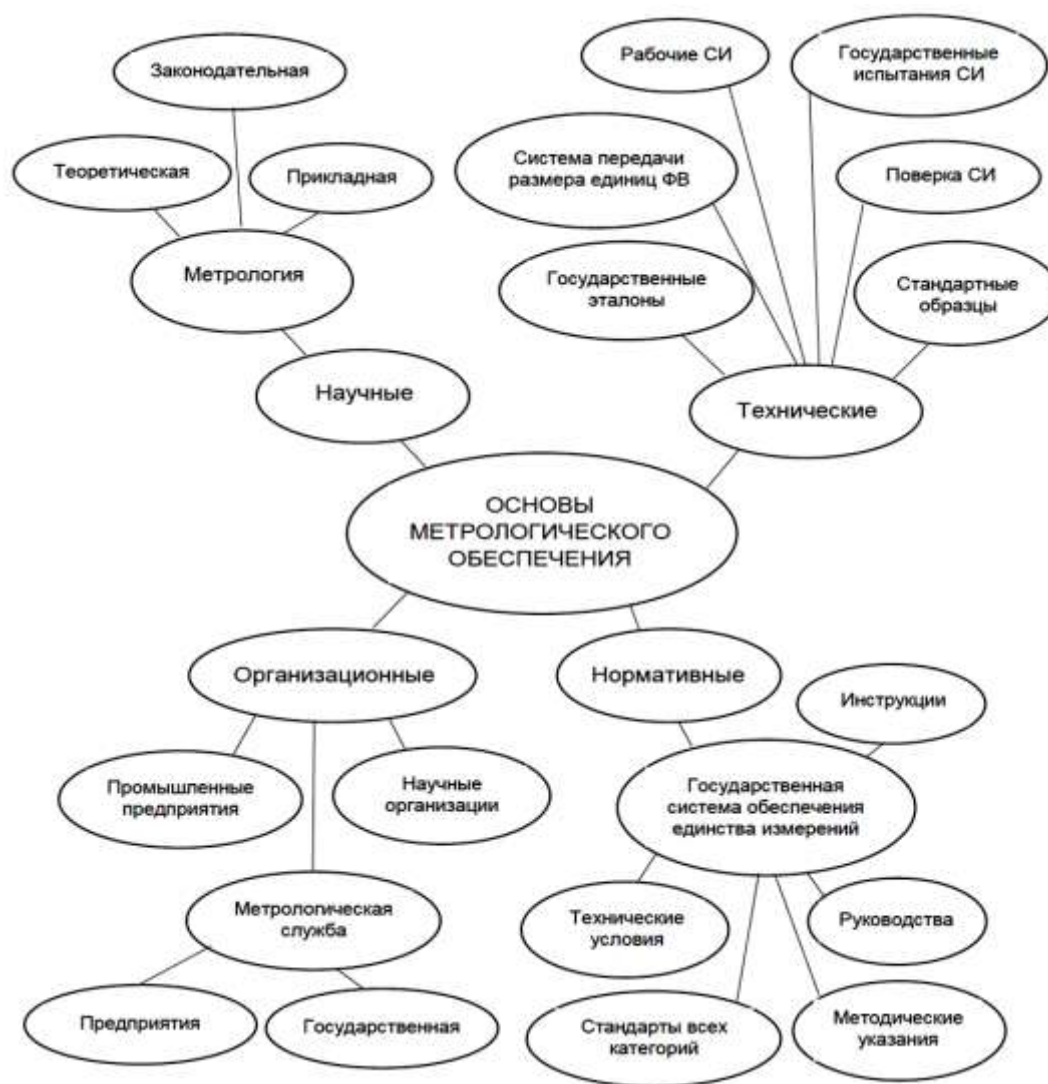 Законодательная
Теоретическая
Прикладная
Метрология
Научные
Рабочие СИ
Государственные
испытания СИ
Система передачи
размера единиц ФВ
Поверка СИ
Государственные
эталоны
Стандартные
образцы
Технические
ОСНОВЫ
МЕТРОЛОГИЧЕСКОГО
ОБЕСПЕЧЕНИЯ
Организационные
Промышленные
предприятия
Научные
организации
Метрологическая
служба
Предприятия
Государственная
Нормативные
Инструкции
Государственная
система обеспечения
единства измерений
Технические
условия
Руководства
Стандарты всех
категорий
Методические
указания